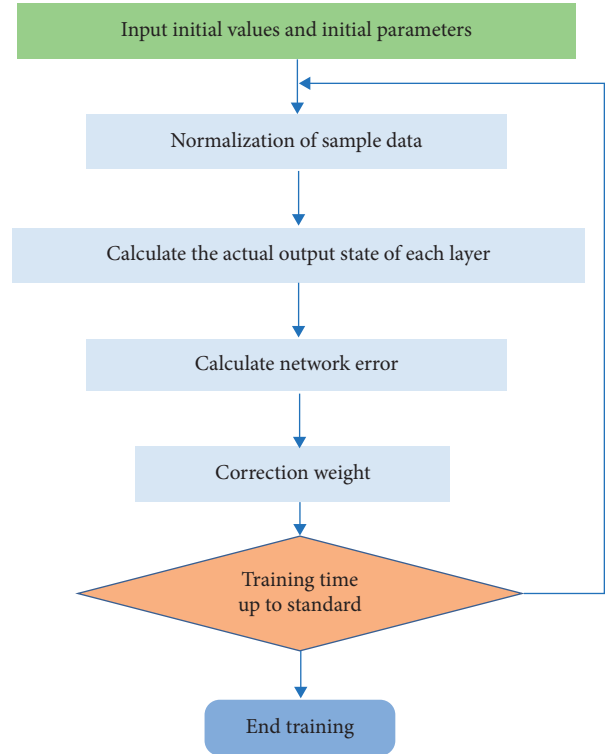 Input initial values and initial parameters
Normalization of sample data
Calculate the actual output state of each layer
Calculate network error
Correction weight
Training time
up to standard
End training